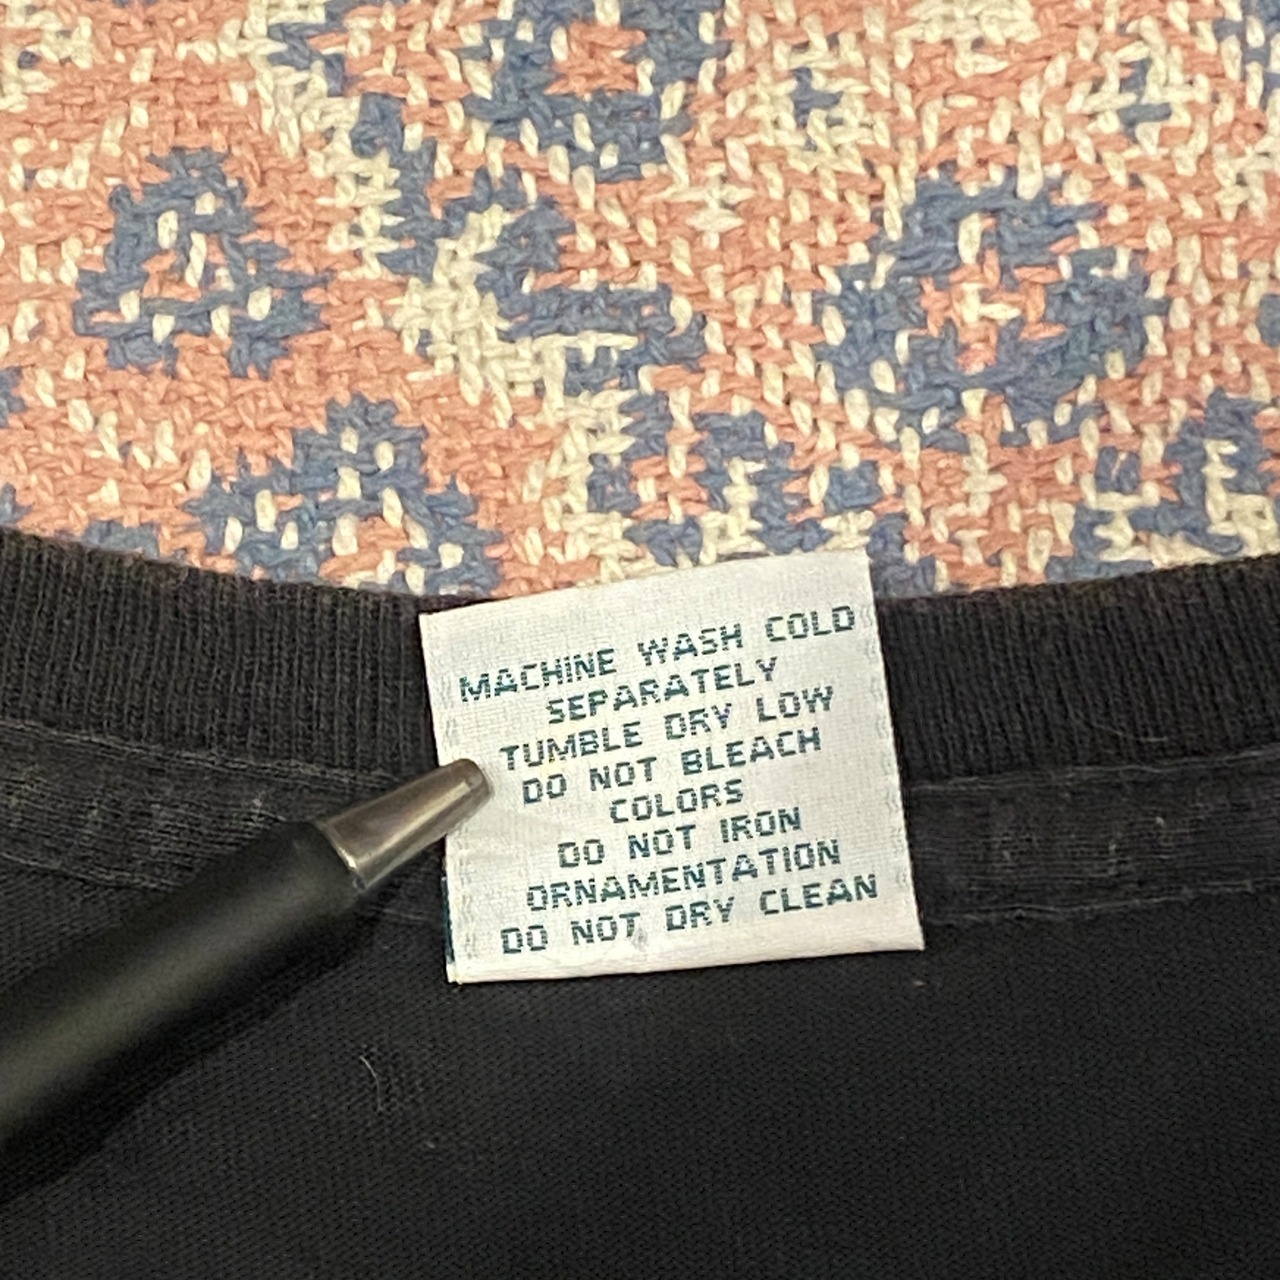 MACHINE WASH COLD
SEPARATELY
TUMBLE DRY LOW
DO NOT BLEACH
COLORS
DO NOT IRON
ORNAMENTATION
DO NOT DRY CLEAN